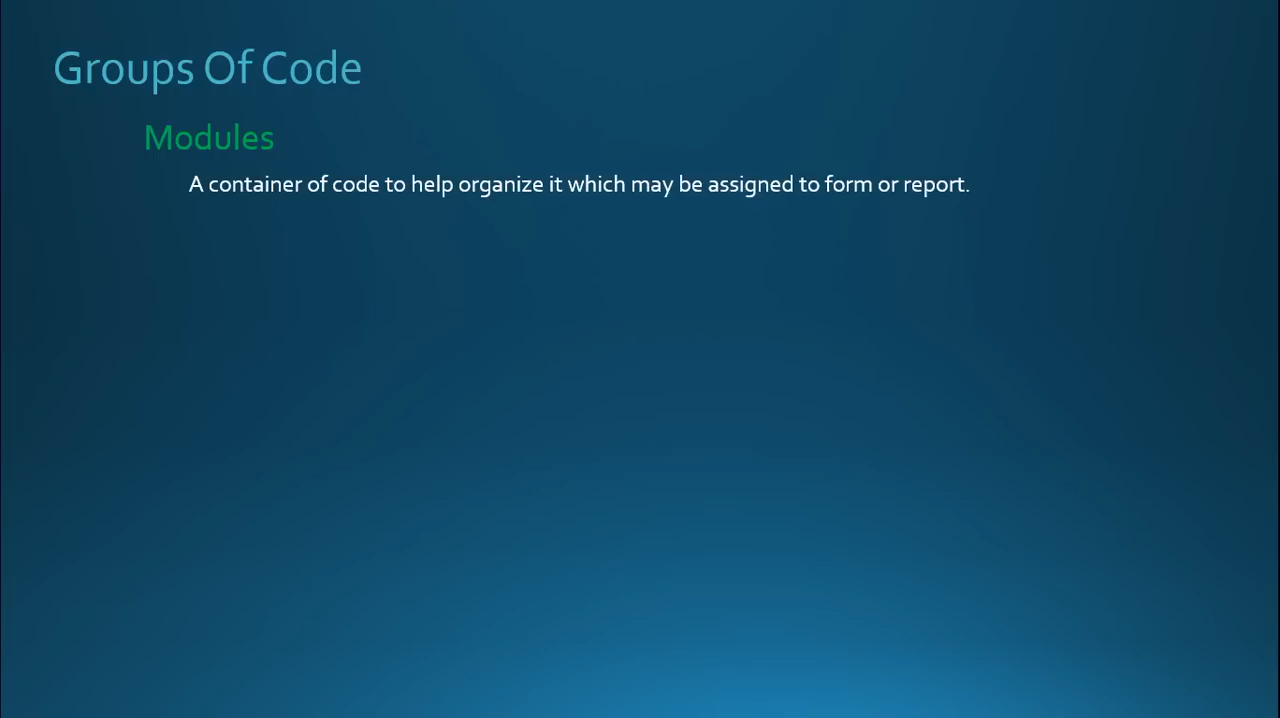 Groups Of Code
Modules
A container of code to help organize it which may be assigned to form or report.